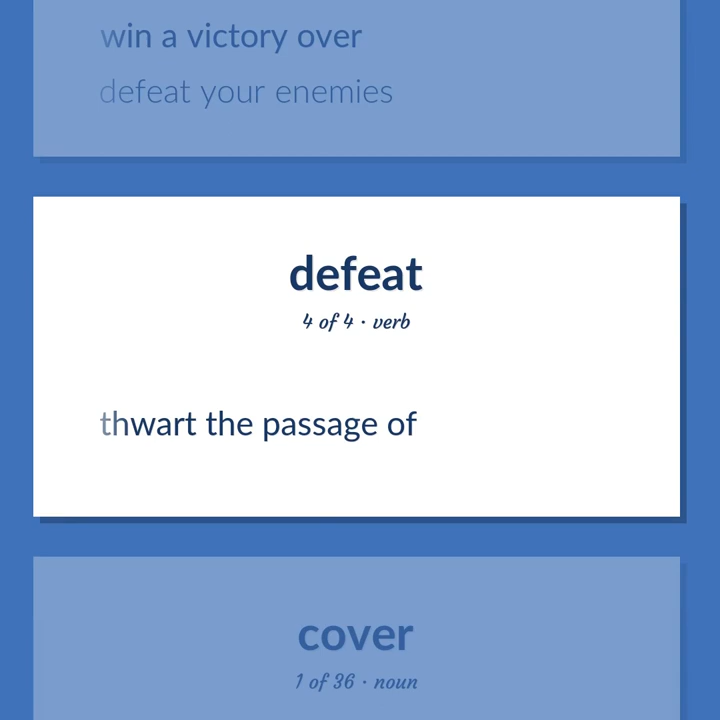 win a victory over
defeat your enemies
defeat
4 of 4 · verb
thwart the passage of
cover
1 of 36 · noun